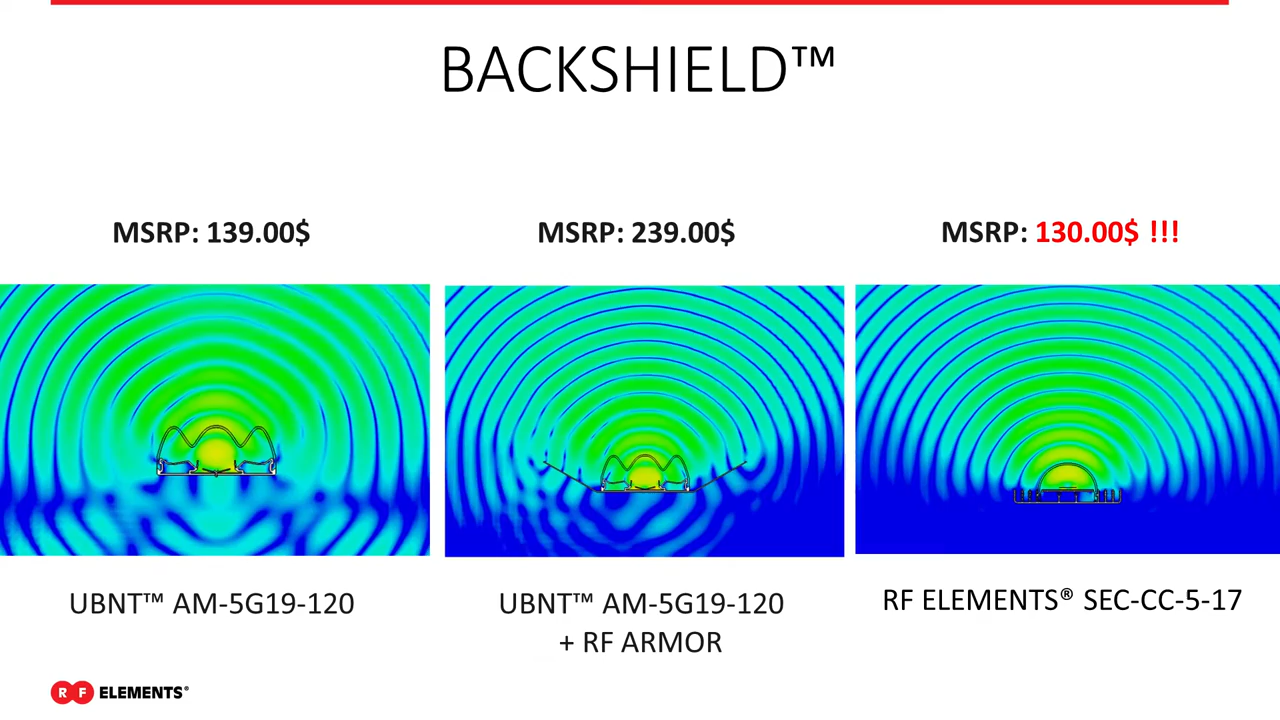 BACKSHIELD™
MSRP: 139.00$
MSRP: 239.00$
MSRP: 130.00$ !!!
UBNT™ AM-5G19-120
UBNT™ AM-5G19-120
+ RF ARMOR
RF ELEMENTS® SEC-CC-5-17
RF ELEMENTS®